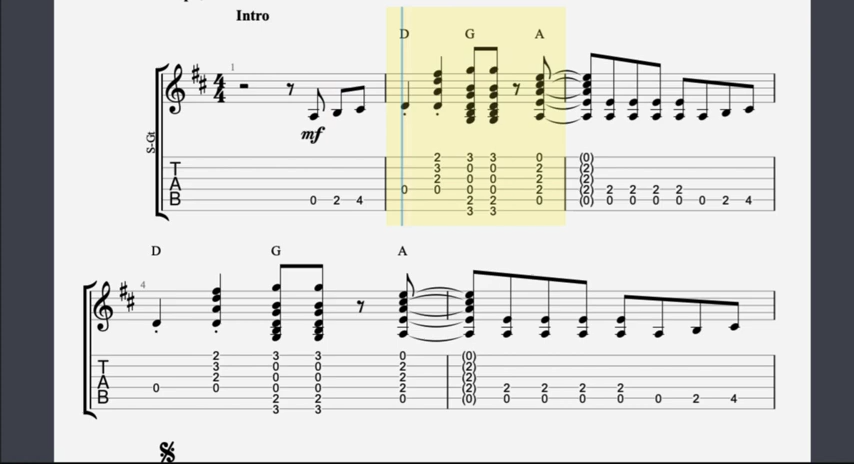 Intro
D G A
1
4
4
mf
S-Gt
T
A
B
2 3 3 0 (0)
3 0 0 2 (2)
2 0 0 2 (2)
0 0 0 0 2 (2) 2 2 2 2
0 2 4 2 2 0 (0) 0 0 0 0 0 2 4
3 3
D G A
4
T
A
B
2 3 3 0 (0)
3 0 0 2 (2)
2 0 0 2 (2)
0 0 0 0 2 (2) 2 2 2 2
2 2 0 (0) 0 0 0 0 0 2 4
3 3